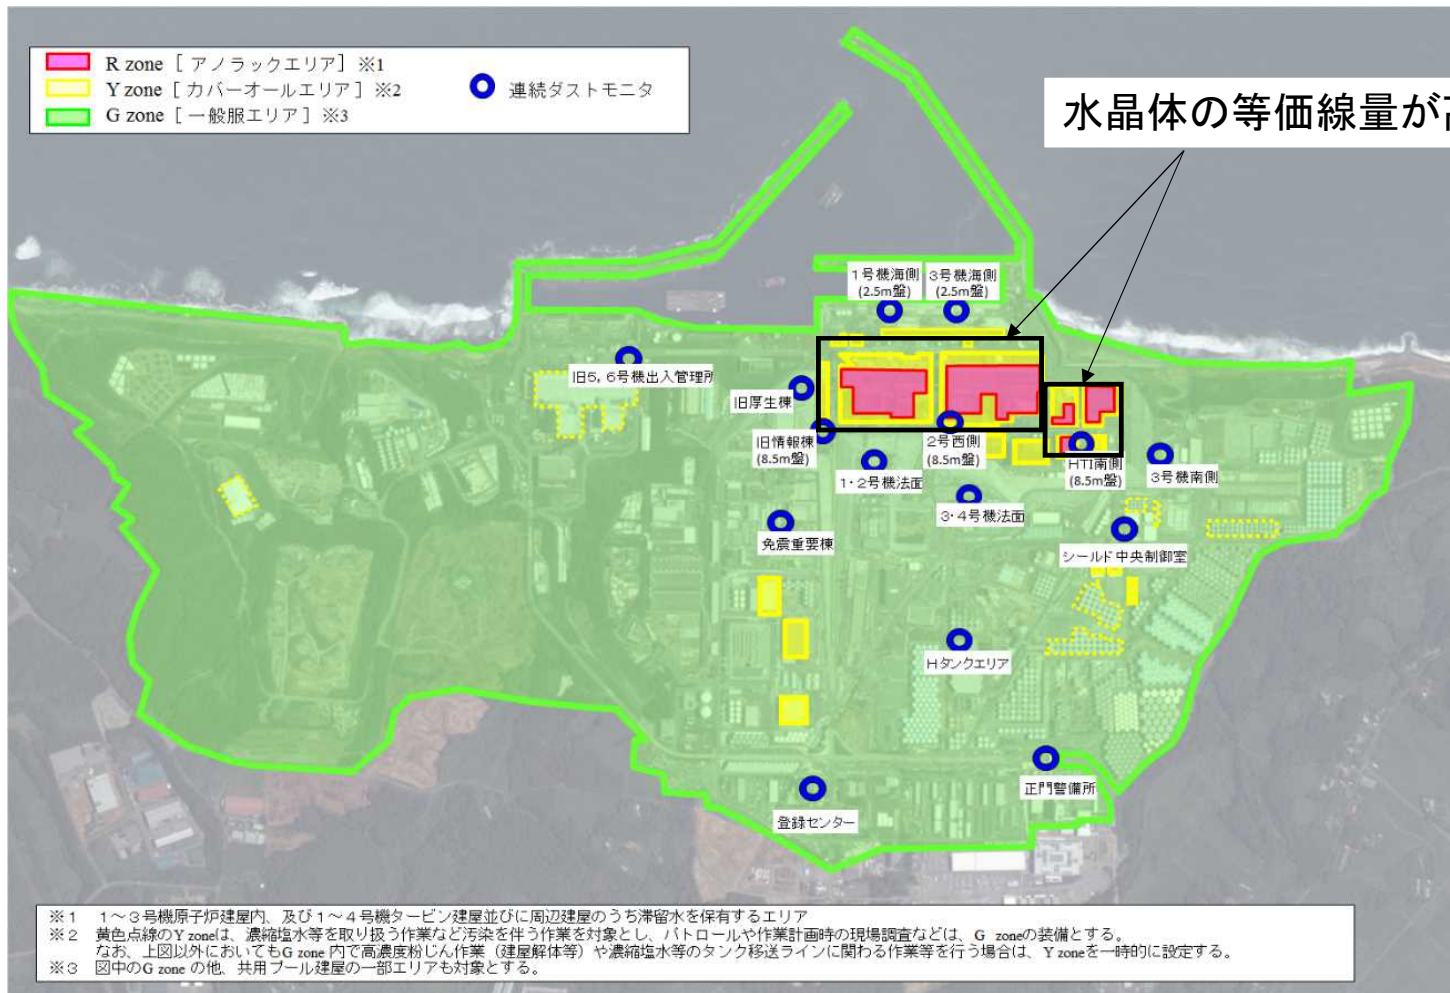 R zone [ アノラックエリア] ※1
Y zone [ カバーオールエリア] ※2
G zone [ 一般服エリア] ※3
連続ダストモニタ
水晶体の等価線量が
1号機海側
(2.5m盤)
3号機海側
(2.5m盤)
旧5,6号機出入管理所
旧厚生棟
旧情報棟
(8.5m盤)
2号西側
(8.5m盤)
HTI南側
(8.5m盤)
3号機南側
1・2号機法面
3・4号機法面
免震重要棟
シールド中央制御室
Hタンクエリア
正門警備所
登録センター
※1 1～3号機原子炉建屋内、及び1～4号機タービン建屋並びに周辺建屋のうち滞留水を保有するエリア
※2 黄色点線のY zoneは、濃縮塩水等を取り扱う作業など汚染を伴う作業を対象とし、パトロールや作業計画時の現場調査などは、G zoneの装備とする。
なお、上図以外においてもG zone 内で高濃度粉じん作業（建屋解体等）や濃縮塩水等のタンク移送ラインに関わる作業等を行う場合は、Y zoneを一時的に設定する。
※3 図中のG zone の他、共用プール建屋の一部エリアも対象とする。